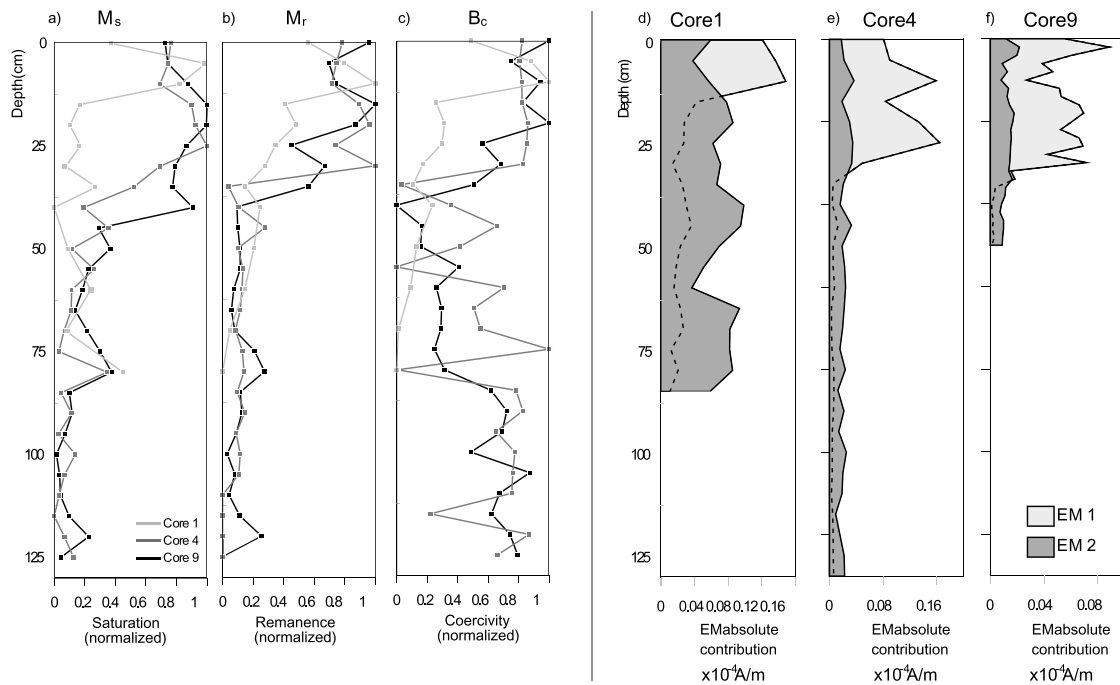 a) Ms
b) Mr
c) Bc
d) Core1
e) Core4
f) Core9
Depth(cm)
0
25
50
75
100
125
0 0.2 0.4 0.6 0.8 1
Saturation
(normalized)
0 0.2 0.4 0.6 0.8 1
Remanence
(normalized)
0 0.2 0.4 0.6 0.8 1
Coercivity
(normalized)
Core 1
Core 4
Core 9
Depth (cm)
0
25
50
75
100
125
0 0.04 0.08 0,12 0.16
EMabsolute
contribution
x10⁻⁴A/m
0 0.08 0.16
EMabsolute
contribution
x10⁻⁴A/m
0 0.04 0.08
EMabsolute
contribution
x10⁻⁴A/m
EM 1
EM 2